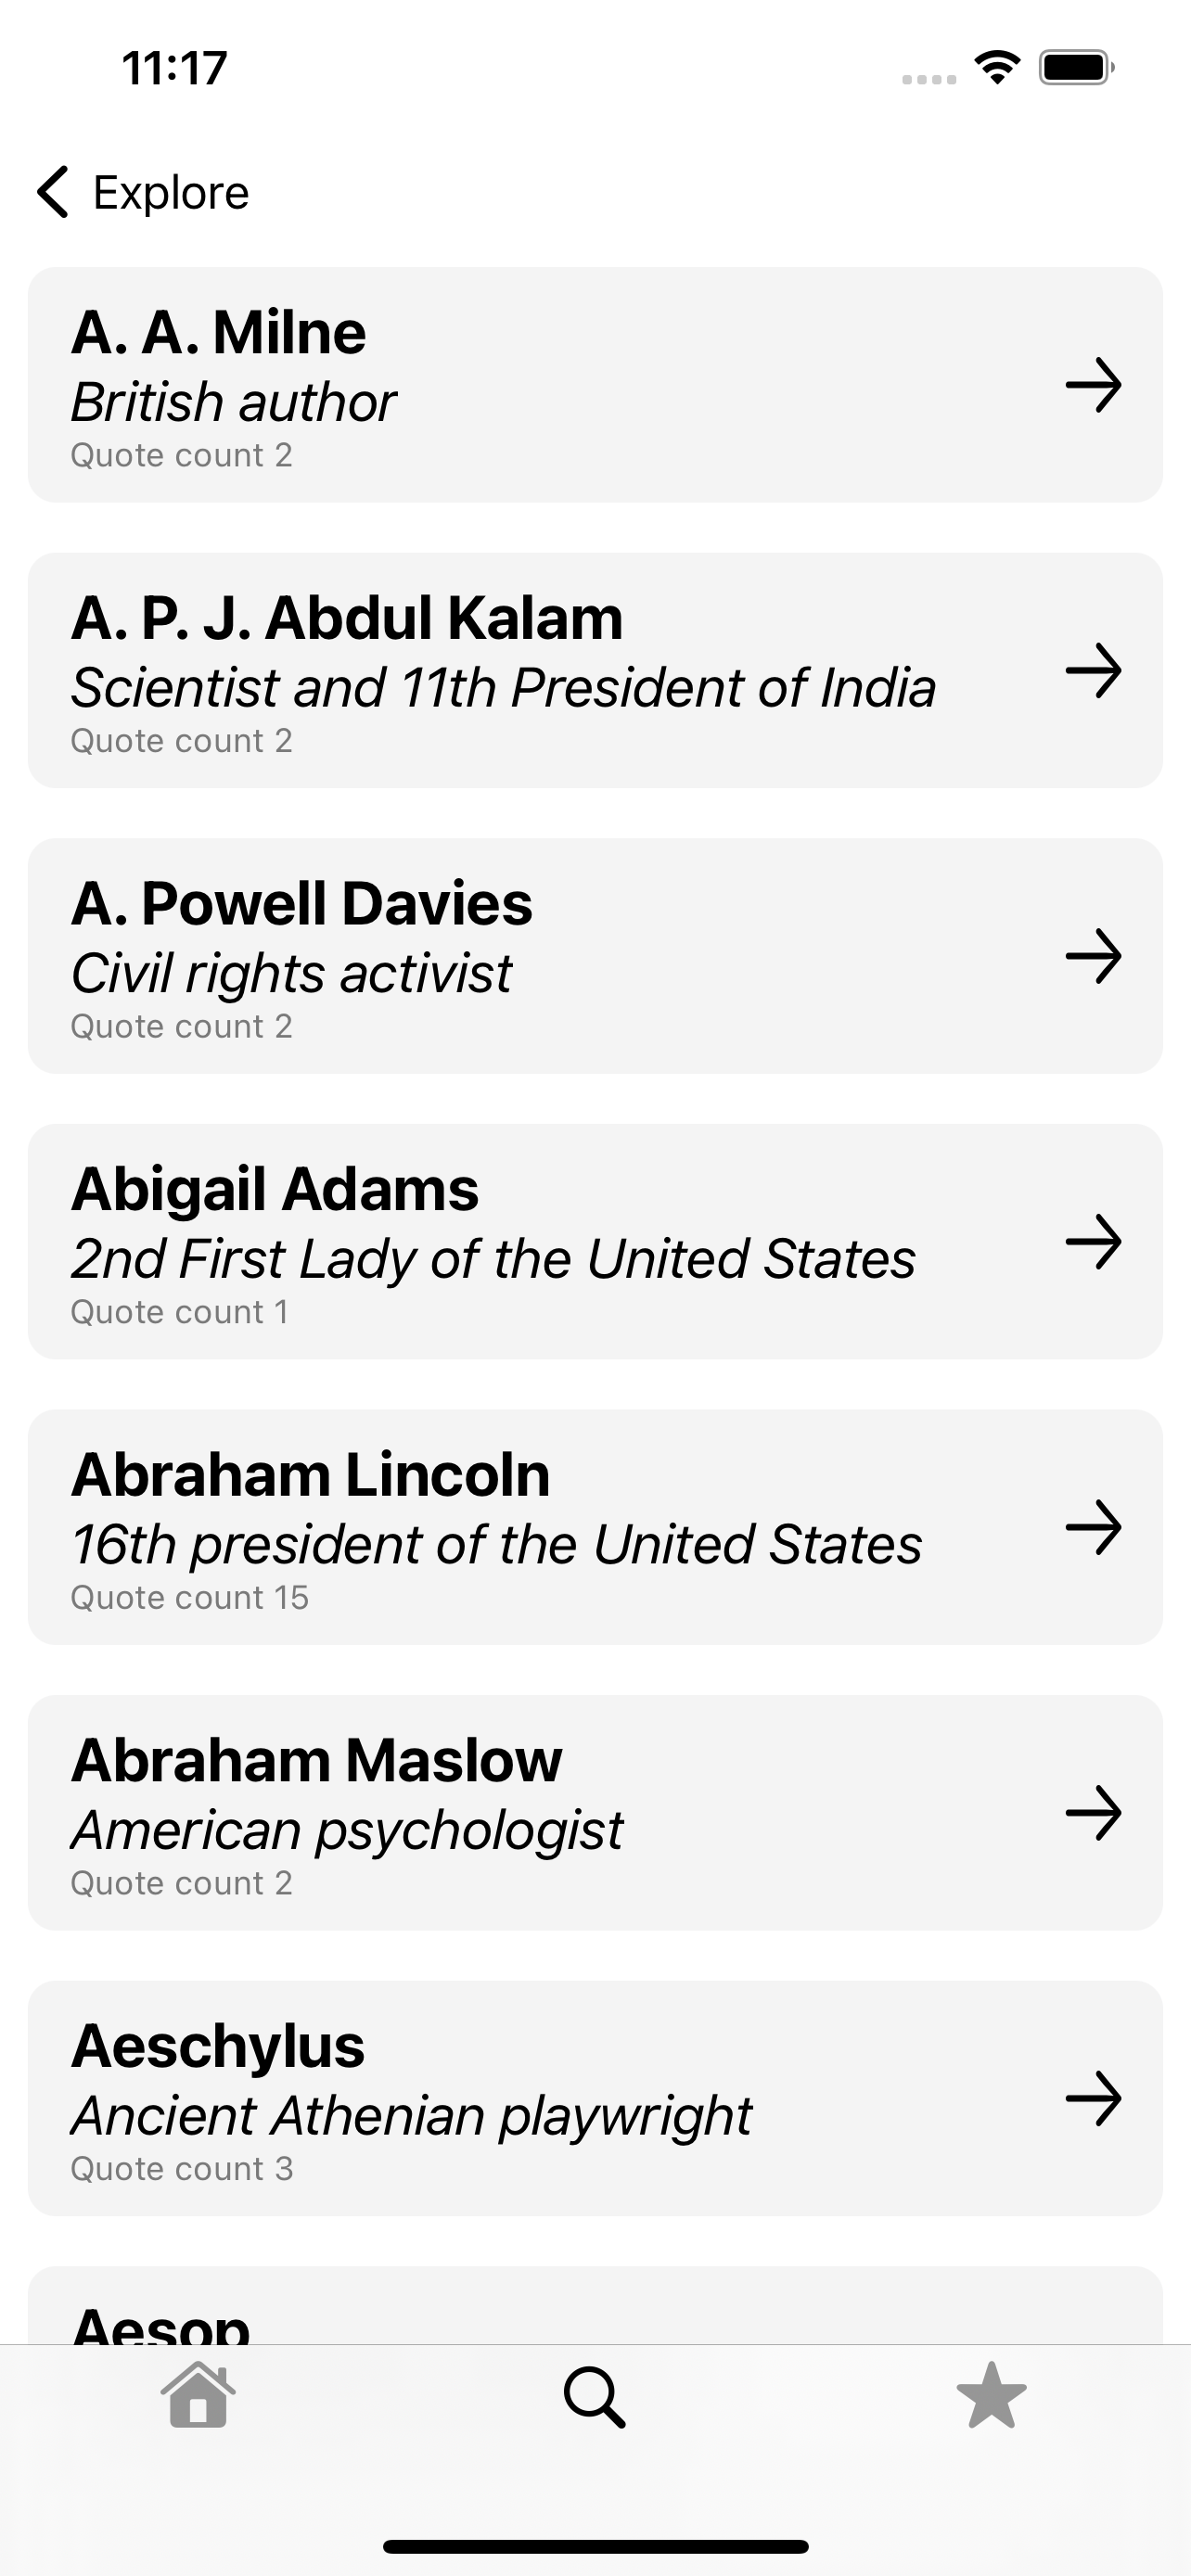 11:17
Explore
A. A. Milne
British author
Quote count 2
A. P. J. Abdul Kalam
Scientist and 11th President of India
Quote count 2
A. Powell Davies
Civil rights activist
Quote count 2
Abigail Adams
2nd First Lady of the United States
Quote count 1
Abraham Lincoln
16th president of the United States
Quote count 15
Abraham Maslow
American psychologist
Quote count 2
Aeschylus
Ancient Athenian playwright
Quote count 3
Aesop